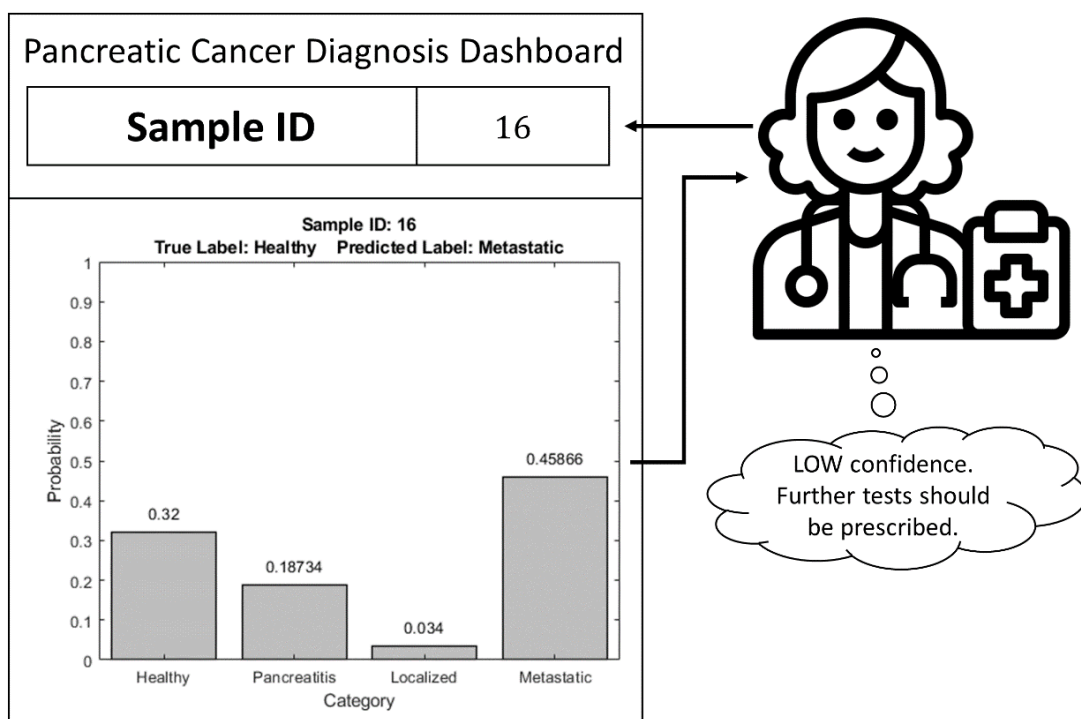 Pancreatic Cancer Diagnosis Dashboard
Sample ID 16
Sample ID: 16
True Label: Healthy Predicted Label: Metastatic
1
0.9
0.8
0.7
0.6
0.5
0.4
0.3
0.2
0.1
0
Probability
0.32
0.18734
0.034
0.45866
Healthy Pancreatitis Localized Metastatic
Category
LOW confidence.
Further tests should
be prescribed.